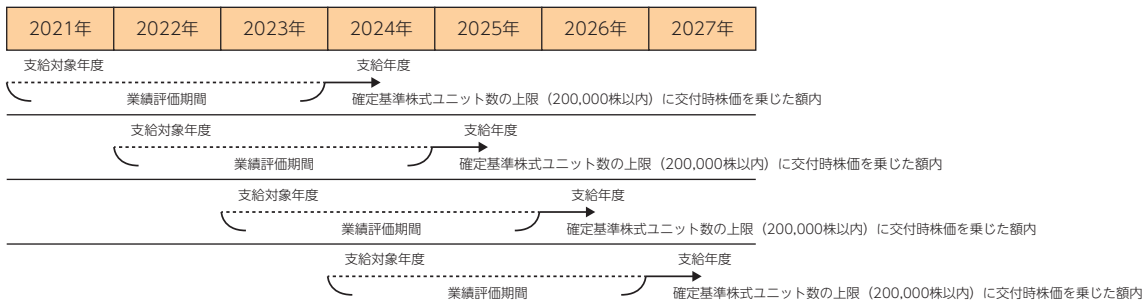 2021年 2022年 2023年 2024年 2025年 2026年 2027年
支給対象年度 支給年度
業績評価期間 確定基準株式ユニット数の上限（200,000株以内）に交付時株価を乗じた額内
支給対象年度 支給年度
業績評価期間 確定基準株式ユニット数の上限（200,000株以内）に交付時株価を乗じた額内
支給対象年度 支給年度
業績評価期間 確定基準株式ユニット数の上限（200,000株以内）に交付時株価を乗じた額内
支給対象年度 支給年度
業績評価期間 確定基準株式ユニット数の上限（200,000株以内）に交付時株価を乗じた額内